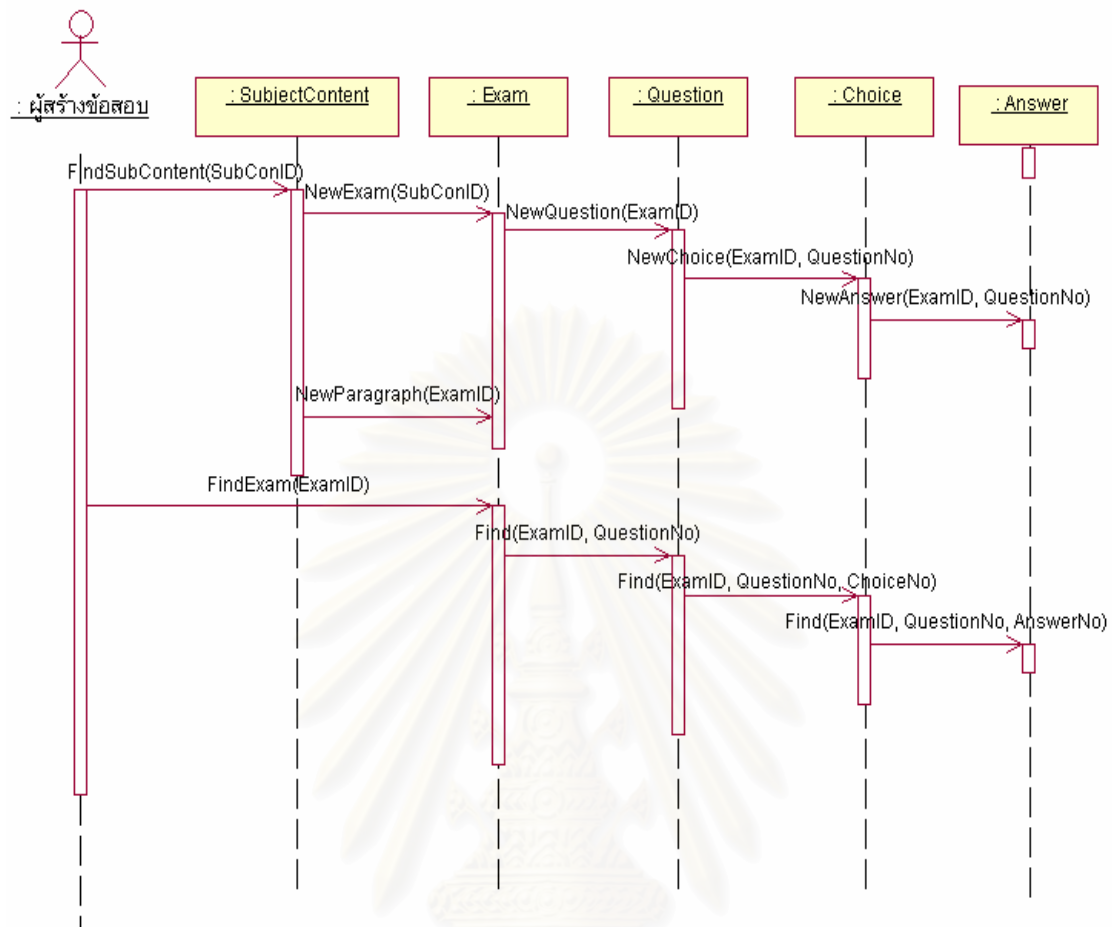 : ผู้สร้างข้อสอบ
: SubjectContent
: Exam
: Question
: Choice
: Answer
FindSubContent(SubConID)
NewExam(SubConID)
NewQuestion(ExamID)
NewChoice(ExamID, QuestionNo)
NewAnswer(ExamID, QuestionNo)
NewParagraph(ExamID)
FindExam(ExamID)
Find(ExamID, QuestionNo)
Find(ExamID, QuestionNo, ChoiceNo)
Find(ExamID, QuestionNo, AnswerNo)